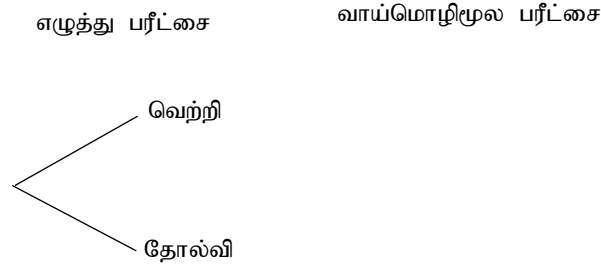 எழுத்து பரீட்சை
வாய்மொழிமூல பரீட்சை
வெற்றி
தோல்வி